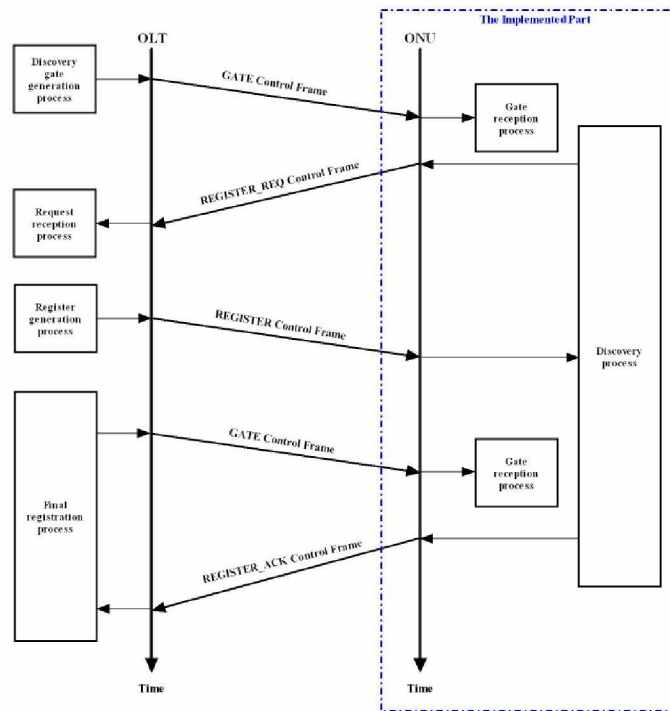 The Implemented Part
OLT
ONU
Discovery
gate
generation
process
GATE Control Frame
Gate
reception
process
REGISTER_REQ Control Frame
Request
reception
process
Register
generation
process
REGISTER Control Frame
Discovery
process
GATE Control Frame
Gate
reception
process
Final
registration
process
REGISTER_ACK Control Frame
Time
Time